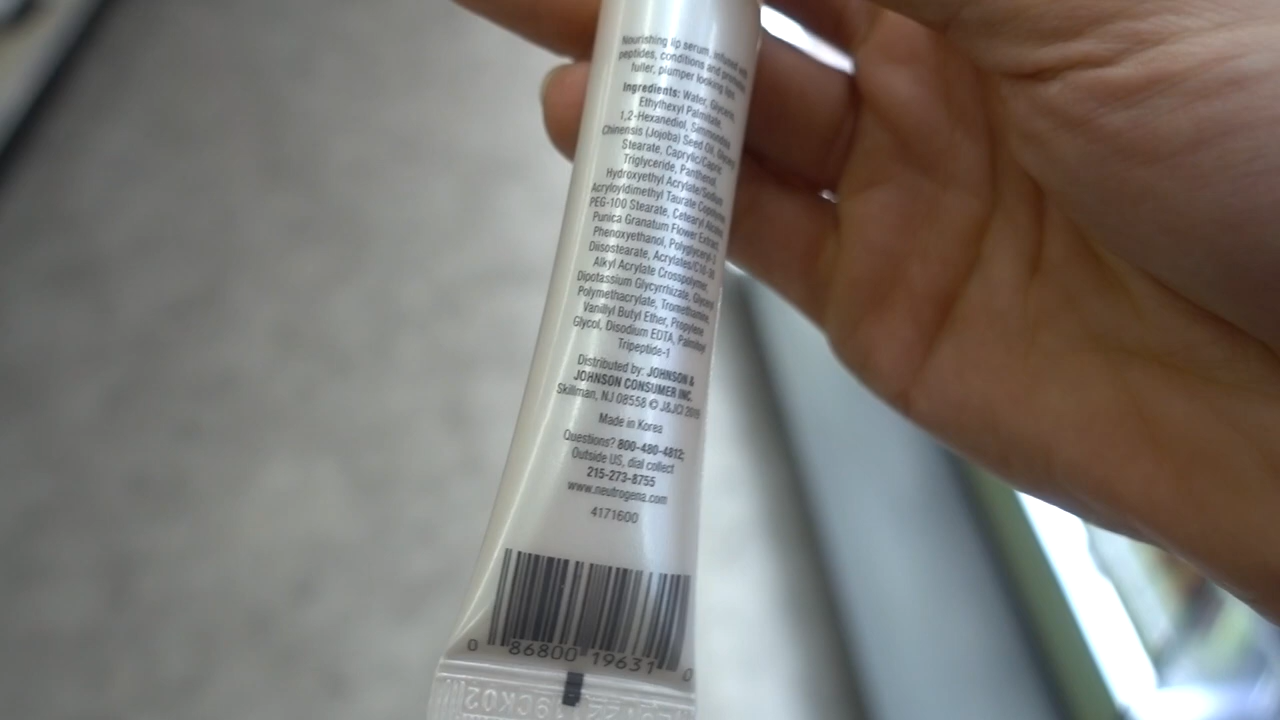 Nourishing lip serum, infused with
peptides, conditions and promotes
fuller, plumper looking lips.
Ingredients: Water, Glycerin,
Ethylhexyl Palmitate,
1,2-Hexanediol, Simmondsia
Chinensis (Jojoba) Seed Oil, Glyceryl
Stearate, Caprylic/Capric
Triglyceride, Panthenol,
Hydroxyethyl Acrylate/Sodium
Acryloyldimethyl Taurate Copolymer,
PEG-100 Stearate, Cetearyl Alcohol,
Punica Granatum Flower Extract,
Phenoxyethanol, Polyglyceryl-3
Diisostearate, Acrylates/C10-30
Alkyl Acrylate Crosspolymer,
Dipotassium Glycyrrhizate, Glyceryl
Polymethacrylate, Tromethamine,
Vanillyl Butyl Ether, Propylene
Glycol, Disodium EDTA, Palmitoyl
Tripeptide-1
Distributed by: JOHNSON &
JOHNSON CONSUMER INC.
Skillman, NJ 08558 © J&JCI 2019
Made in Korea
Questions? 800-480-4812;
Outside US, dial collect
215-273-8755
www.neutrogena.com
4171600
0 86800 19631 0